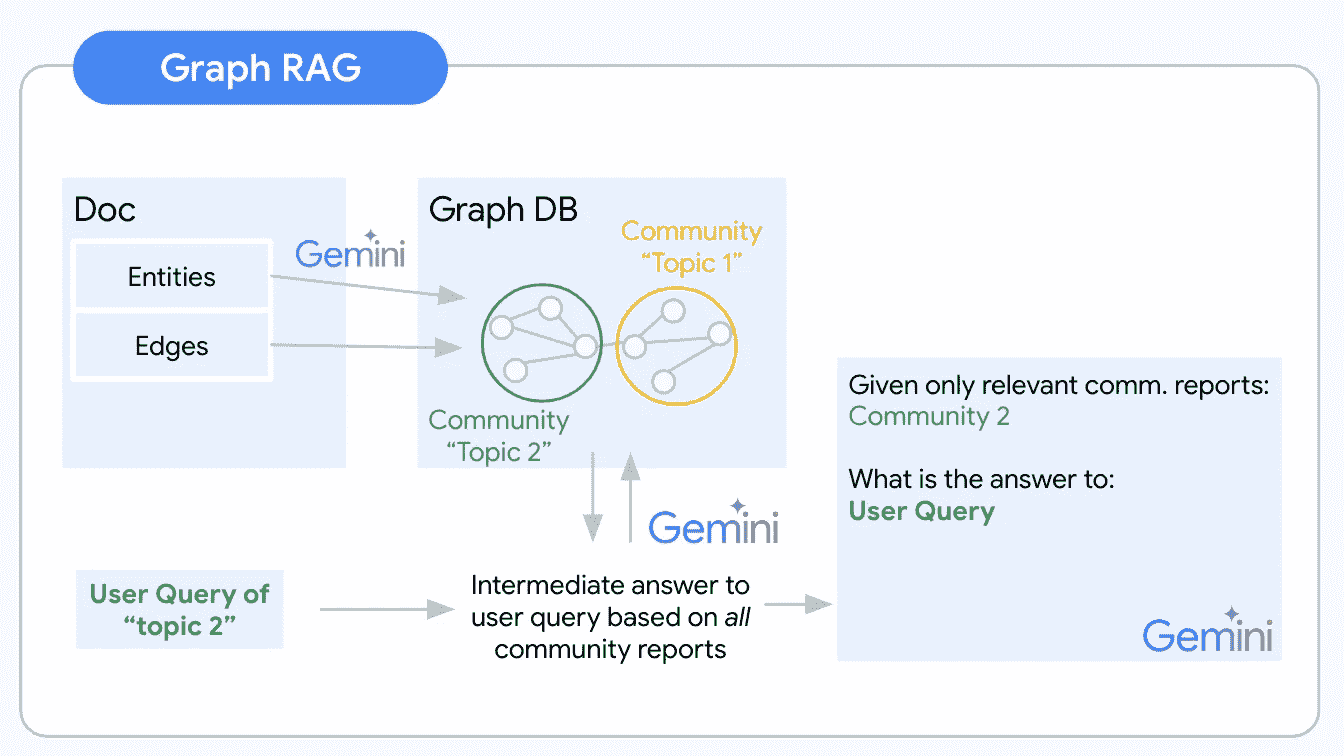 Graph RAG
Doc
Entities
Edges
Gemini
Graph DB
Community
“Topic 1”
Community
“Topic 2”
Gemini
User Query of
“topic 2”
Intermediate answer to
user query based on all
community reports
Given only relevant comm. reports:
Community 2
What is the answer to:
User Query
Gemini